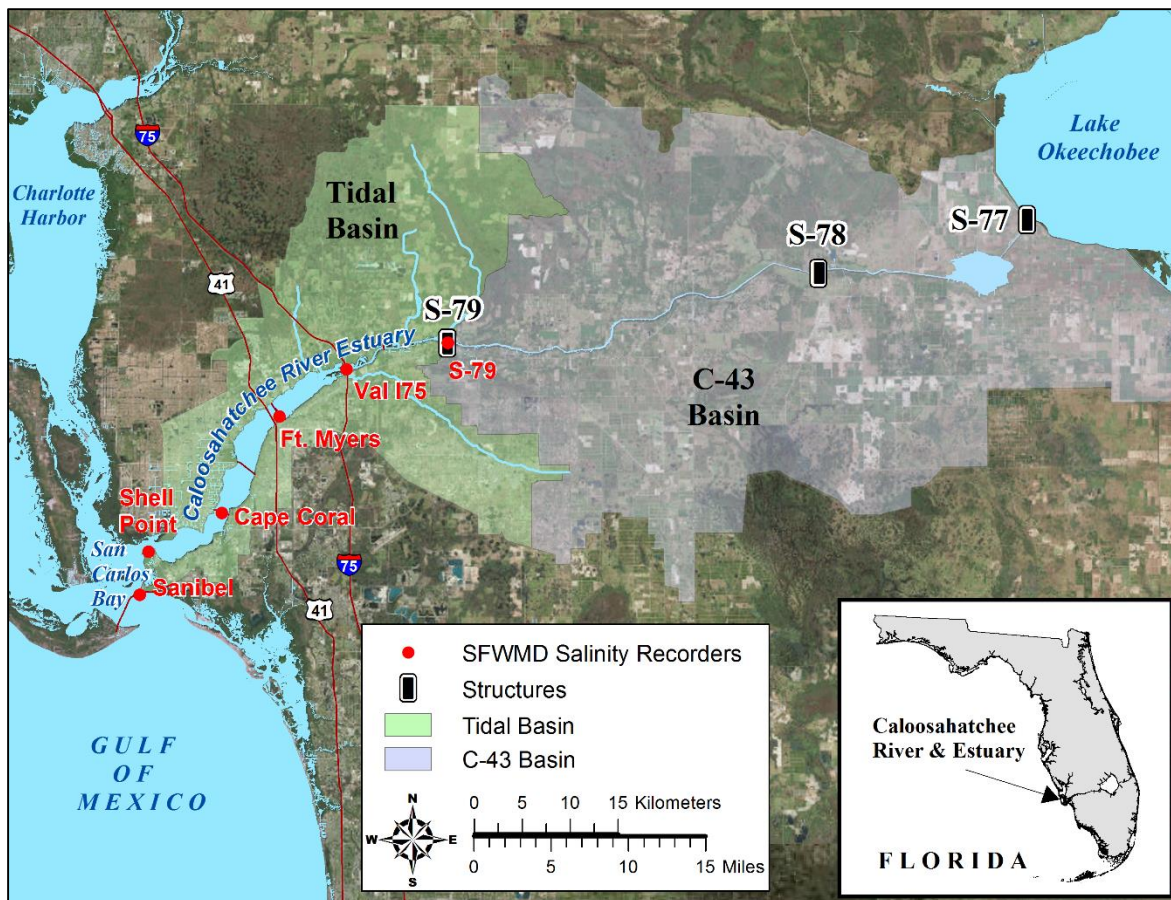 75
Lake
Okeechobee
Charlotte
Harbor
Tidal
Basin
S-77
S-78
41
S-79
S-79
Caloosahatchee River Estuary
Val I75
C-43
Basin
Ft. Myers
Shell
Point
Cape Coral
San
Carlos
Bay
Sanibel
75
41
SFWMD Salinity Recorders
Structures
Tidal Basin
C-43 Basin
0 5 10 15 Kilometers
0 5 10 15 Miles
N
W E
S
GULF
OF
MEXICO
Caloosahatchee
River & Estuary
FLORIDA